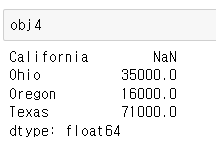 obj4
California NaN
Ohio 35000.0
Oregon 16000.0
Texas 71000.0
dtype: float64